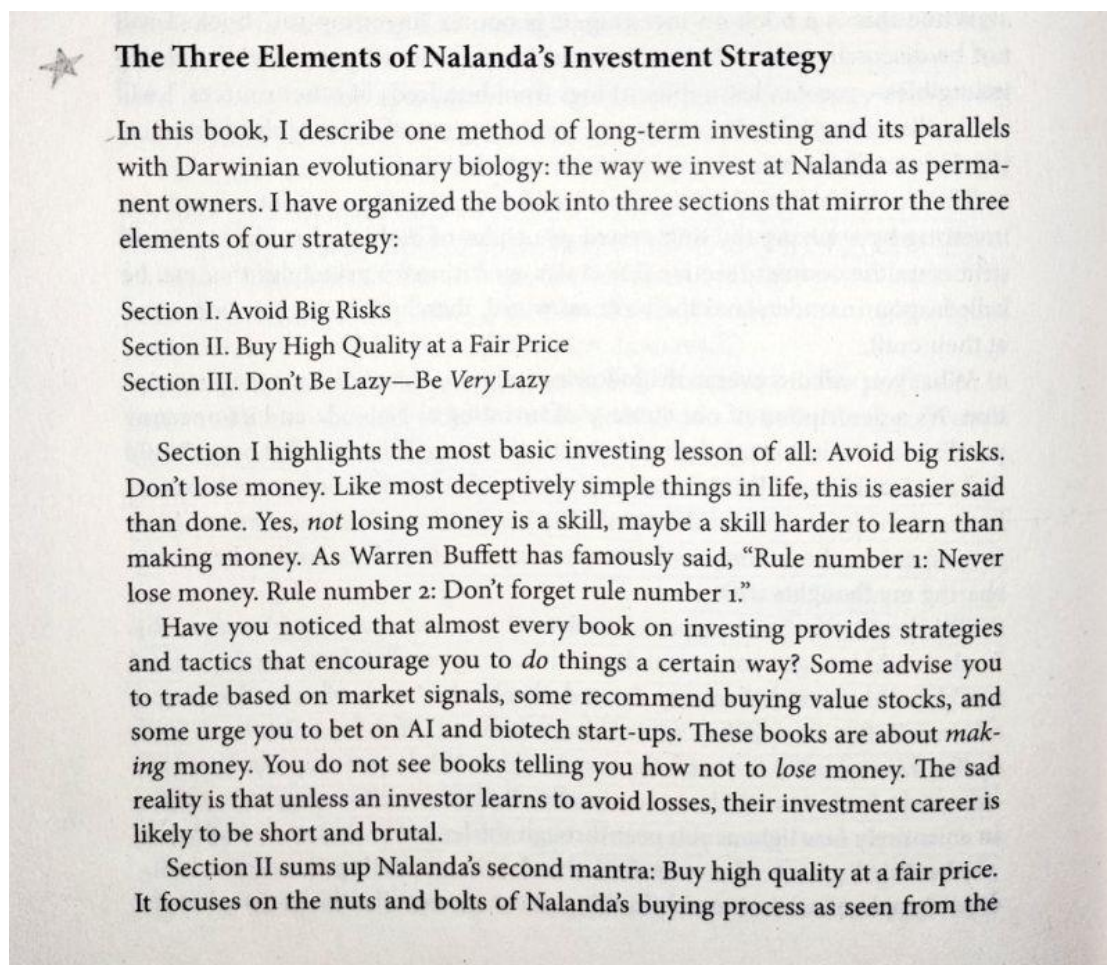 The Three Elements of Nalanda's Investment Strategy
In this book, I describe one method of long-term investing and its parallels
with Darwinian evolutionary biology: the way we invest at Nalanda as perma-
nent owners. I have organized the book into three sections that mirror the three
elements of our strategy:
Section I. Avoid Big Risks
Section II. Buy High Quality at a Fair Price
Section III. Don't Be Lazy—Be Very Lazy
Section I highlights the most basic investing lesson of all: Avoid big risks.
Don't lose money. Like most deceptively simple things in life, this is easier said
than done. Yes, not losing money is a skill, maybe a skill harder to learn than
making money. As Warren Buffett has famously said, “Rule number 1: Never
lose money. Rule number 2: Don't forget rule number 1.”
Have you noticed that almost every book on investing provides strategies
and tactics that encourage you to do things a certain way? Some advise you
to trade based on market signals, some recommend buying value stocks, and
some urge you to bet on AI and biotech start-ups. These books are about mak-
ing money. You do not see books telling you how not to lose money. The sad
reality is that unless an investor learns to avoid losses, their investment career is
likely to be short and brutal.
Section II sums up Nalanda's second mantra: Buy high quality at a fair price.
It focuses on the nuts and bolts of Nalanda's buying process as seen from the